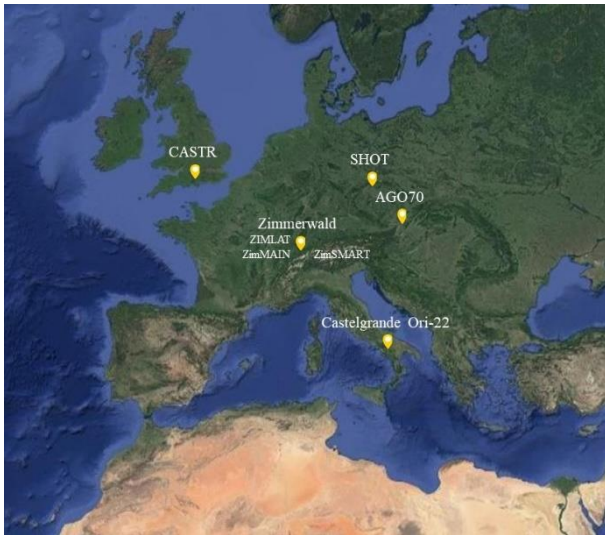 CASTR
SHOT
AGO70
Zimmerwald
ZIMLAT
ZimMAIN ZimSMART
Castelgrande Ori-22